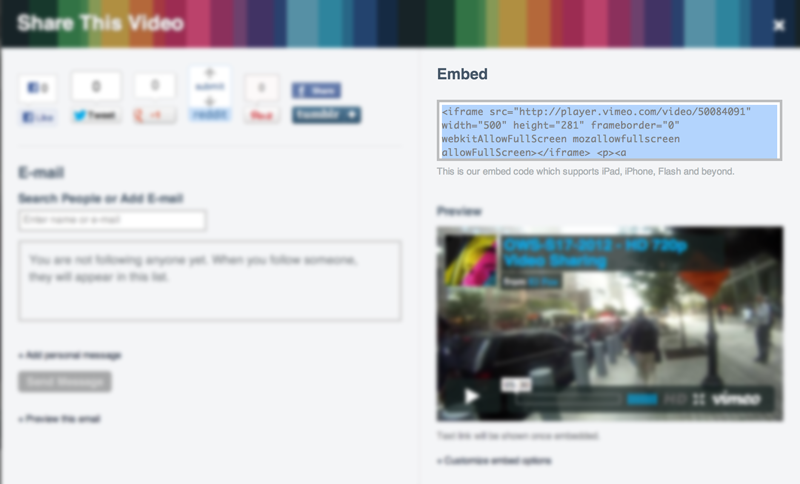 Share This Video
×
0
0
0
submit
0
Share
Like
Tweet
+1
reddit
Pin it
tumblr +
Embed
<iframe src="http://player.vimeo.com/video/50084091"
width="500" height="281" frameborder="0"
webkitAllowFullScreen mozallowfullscreen
allowFullScreen></iframe> <p><a
This is our embed code which supports iPad, iPhone, Flash and beyond.
E-mail
Search People or Add E-mail
Enter name or e-mail
You are not following anyone yet. When you follow someone,
they will appear in this list.
+ Add personal message
Send Message
+ Preview this email
Preview
OWS-S17-2012 - HD 720p
Video Sharing
from
HD
vimeo
Text link will be shown once embedded.
+ Customize embed options